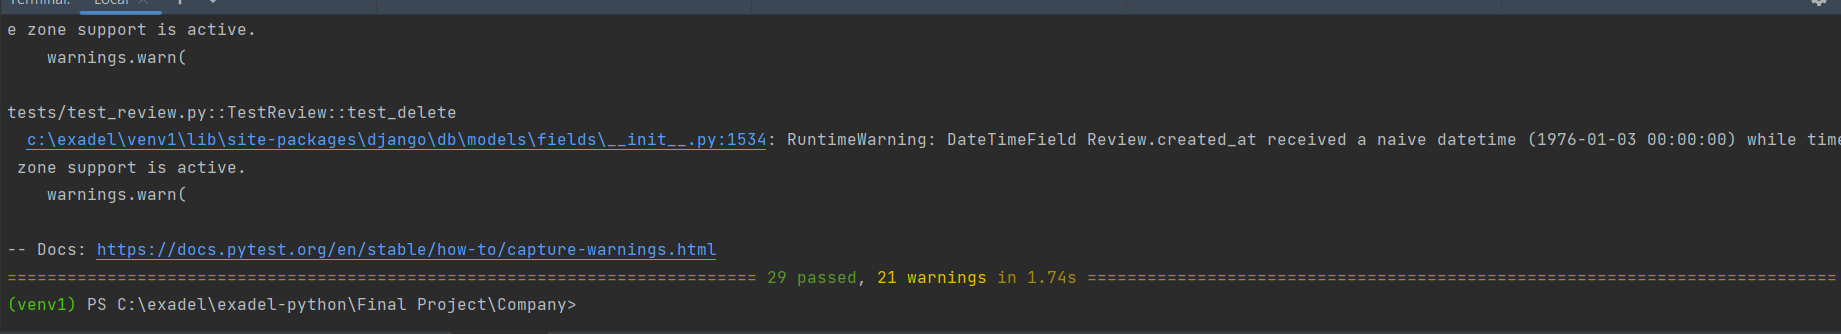 Terminal: Local × + ⌄
e zone support is active.
    warnings.warn(
tests/test_review.py::TestReview::test_delete
  c:\exadel\venv1\lib\site-packages\django\db\models\fields\__init__.py:1534: RuntimeWarning: DateTimeField Review.created_at received a naive datetime (1976-01-03 00:00:00) while time
 zone support is active.
    warnings.warn(
-- Docs: https://docs.pytest.org/en/stable/how-to/capture-warnings.html
=========================================================================== 29 passed, 21 warnings in 1.74s ===========================================================================
(venv1) PS C:\exadel\exadel-python\Final Project\Company>